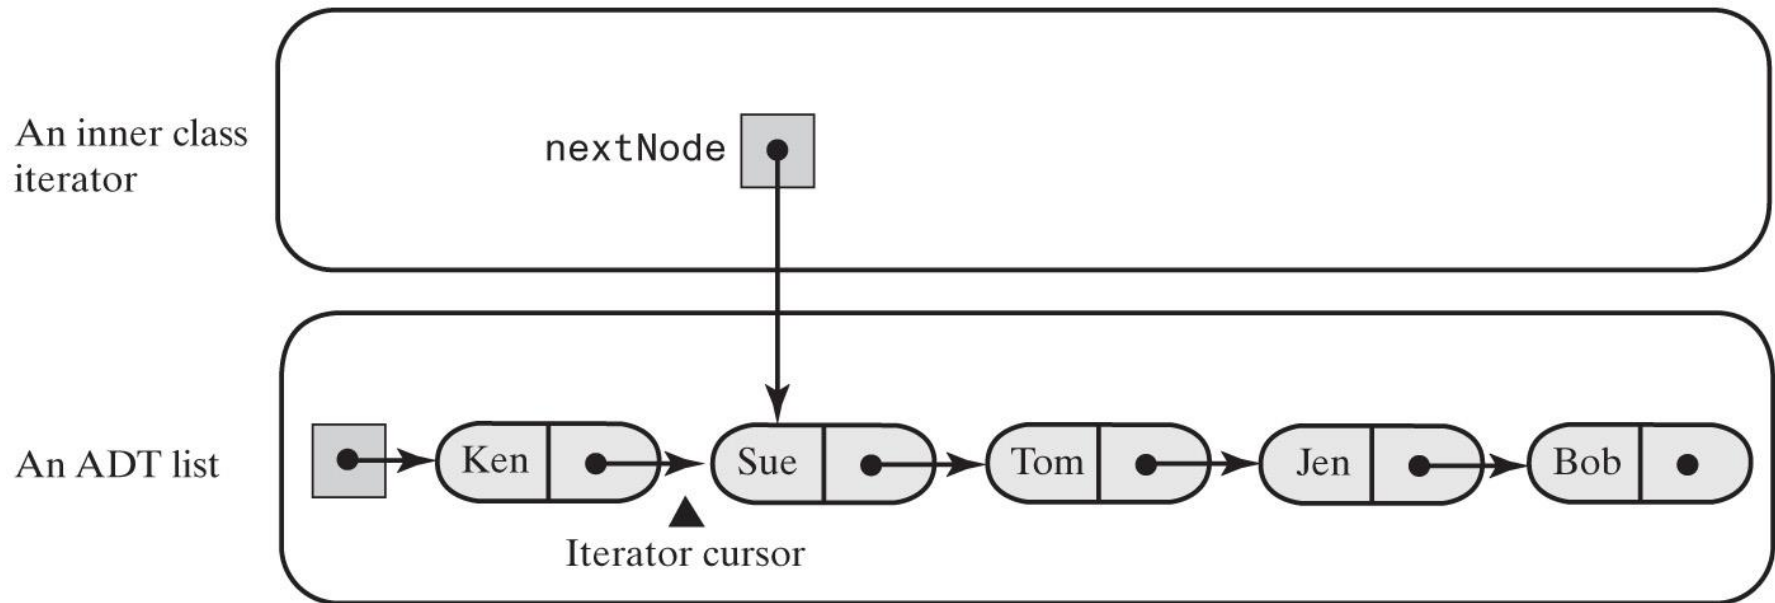 An inner class
iterator
nextNode
An ADT list
Ken
Sue
Tom
Jen
Bob
Iterator cursor